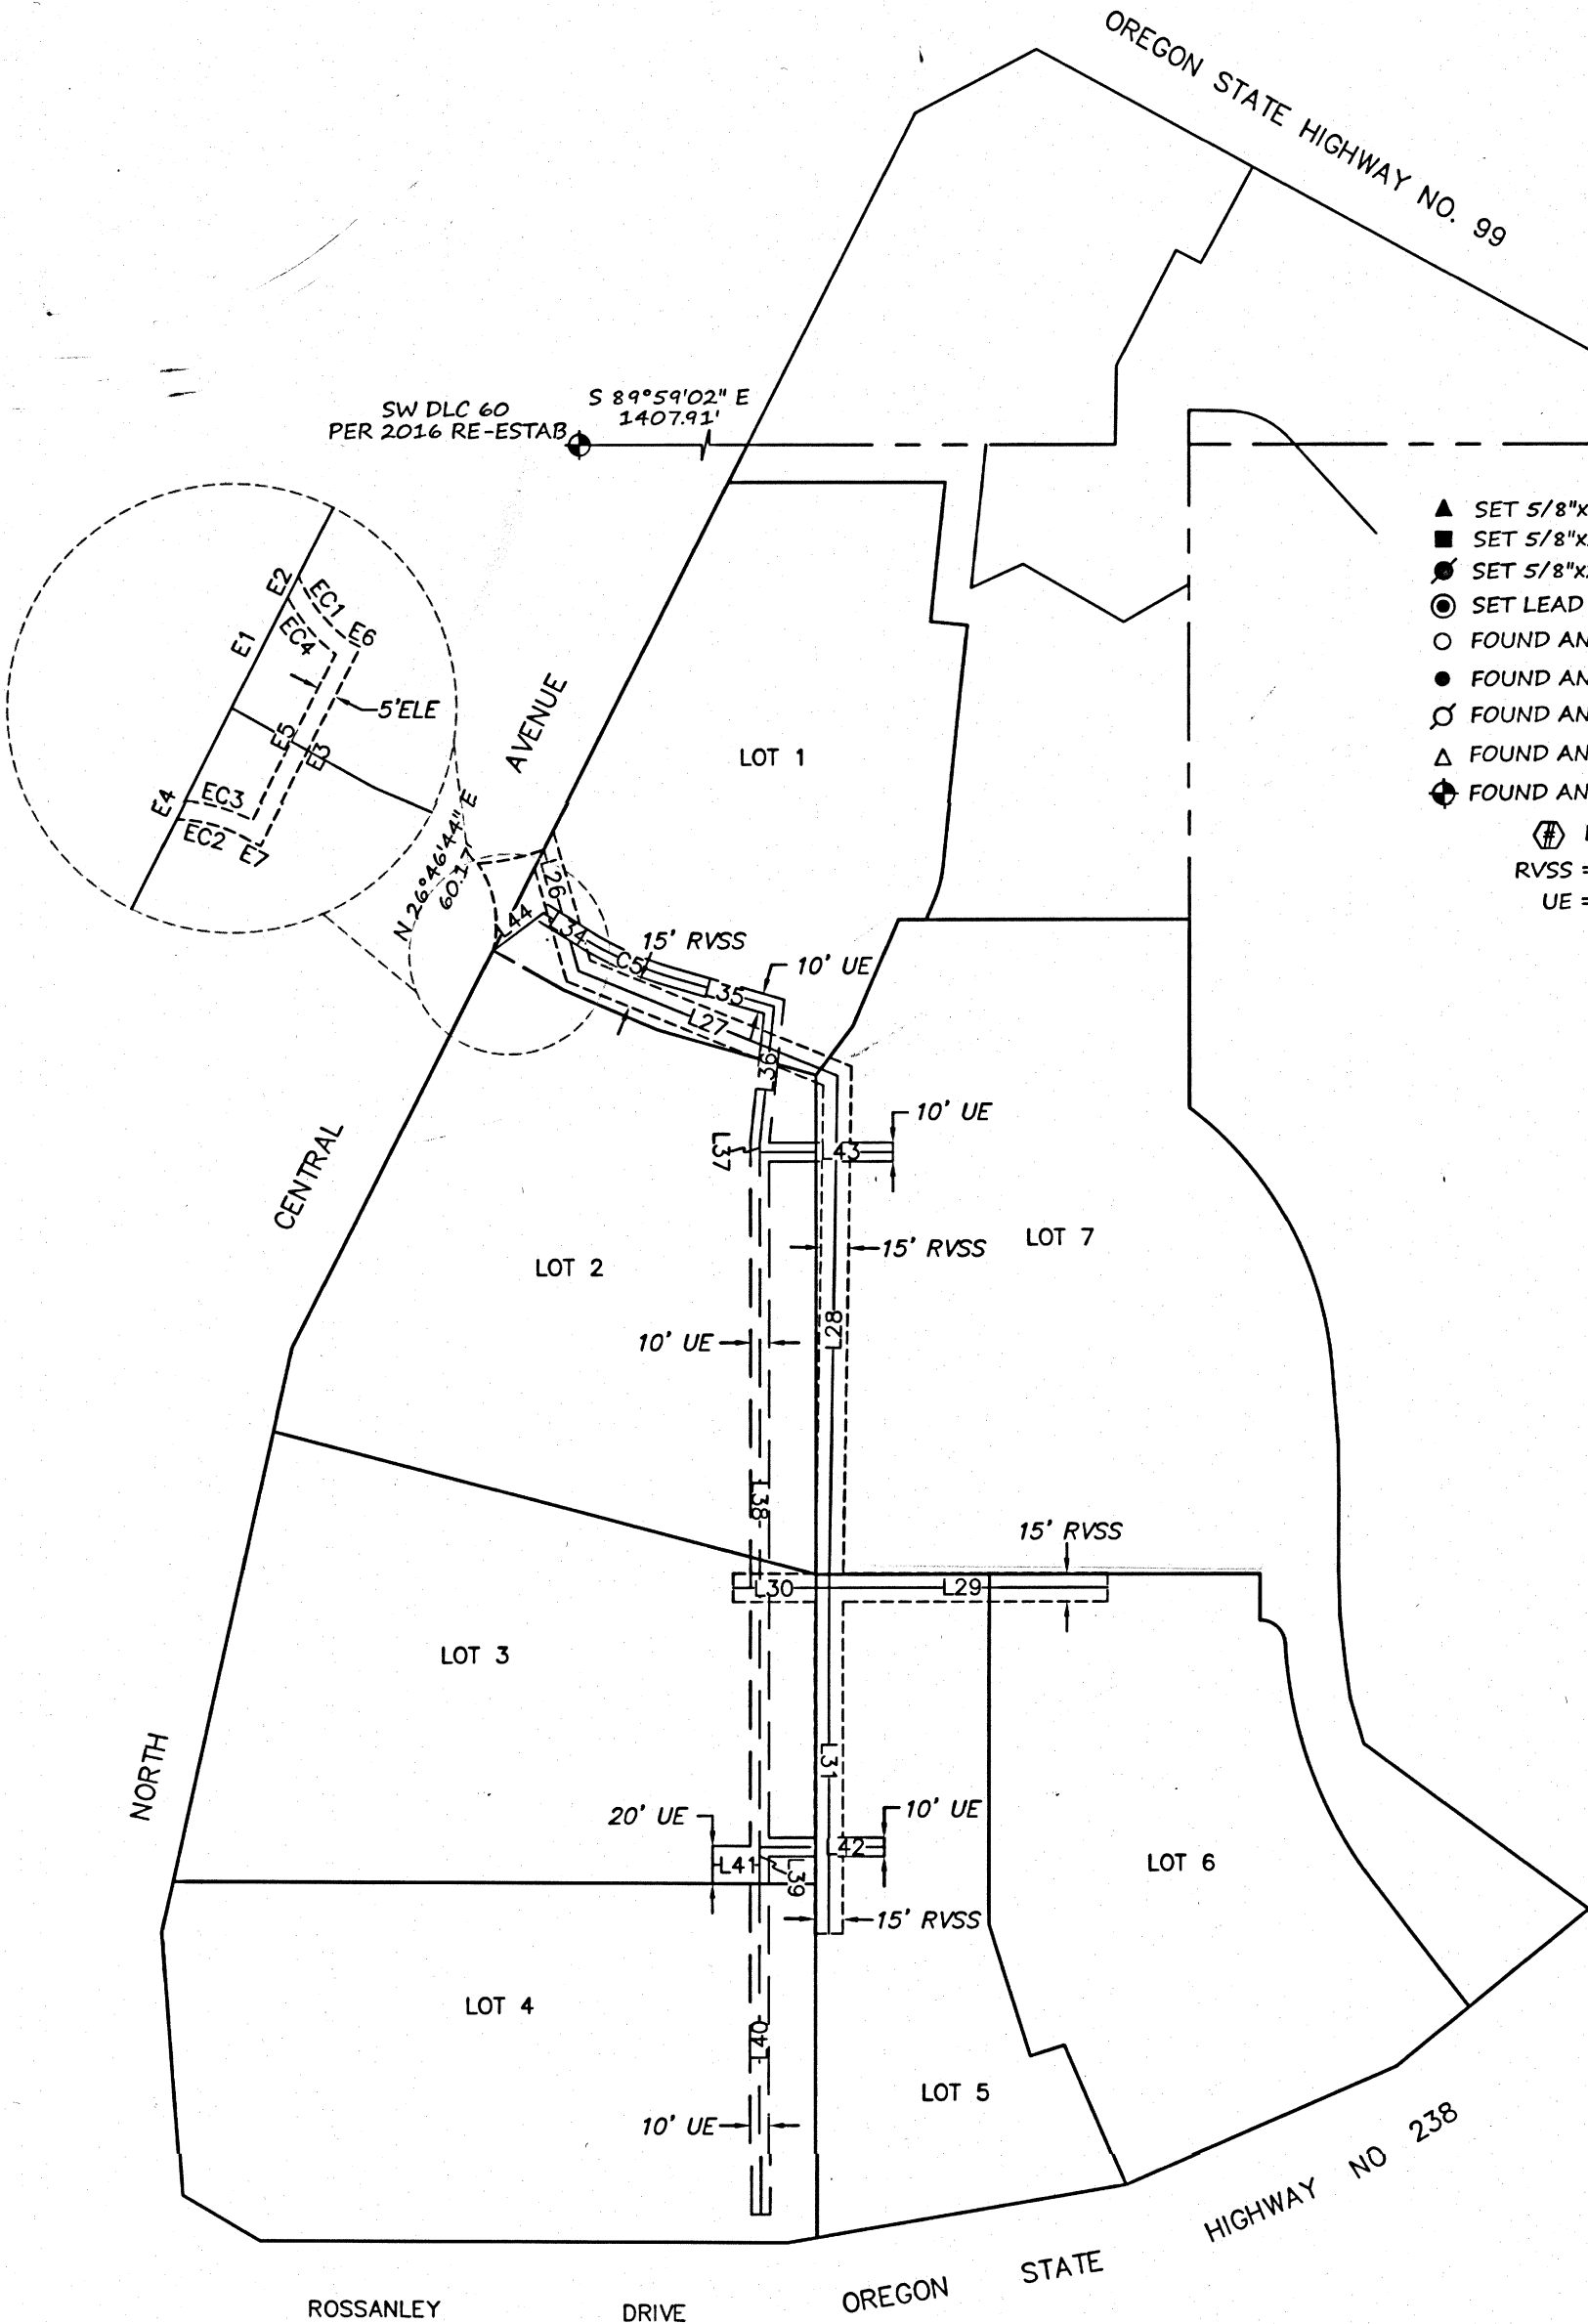 OREGON STATE HIGHWAY NO. 99
SW DLC 60
PER 2016 RE-ESTAB
S 89°59'02" E
1407.91'
▲ SET 5/8"x
■ SET 5/8"x
SET 5/8"x
SET LEAD
○ FOUND AN
● FOUND AN
FOUND AN
△ FOUND AN
FOUND AN
#
RVSS =
UE =
E2
EC1
E6
EC4
E1
5'ELE
E5
E3
E4
EC3
EC2
E7
AVENUE
N 26°46'44" E
60.17'
LOT 1
L26
L44
L34
15' RVSS
C5
10' UE
L35
L27
L36
10' UE
L37
L43
CENTRAL
LOT 2
15' RVSS
LOT 7
L28
10' UE
L38
15' RVSS
L30
L29
LOT 3
NORTH
L31
20' UE
10' UE
L42
L41
L39
LOT 6
15' RVSS
LOT 4
L40
LOT 5
10' UE
HIGHWAY NO 238
OREGON STATE
ROSSANLEY DRIVE